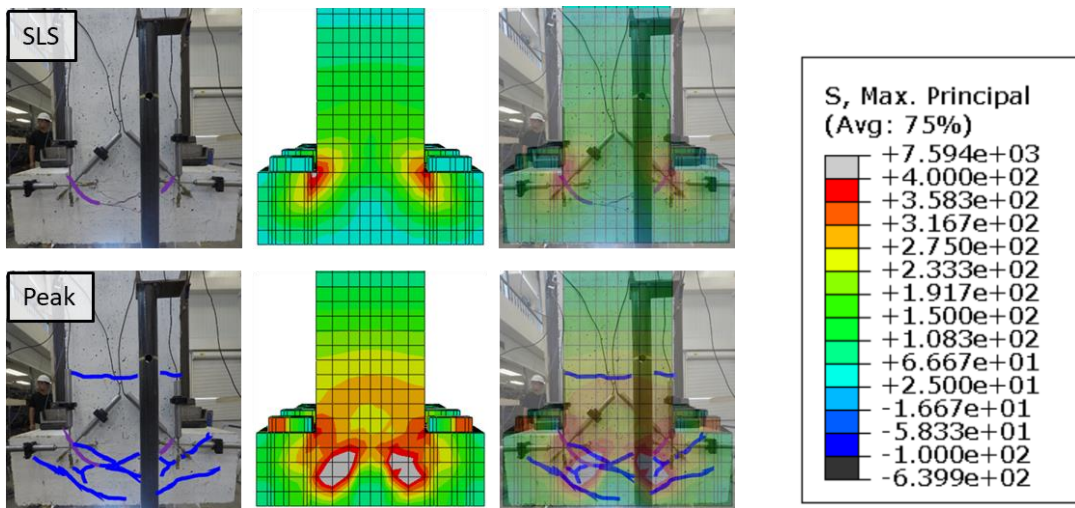 SLS
Peak
S, Max. Principal
(Avg: 75%)
+7.594e+03
+4.000e+02
+3.583e+02
+3.167e+02
+2.750e+02
+2.333e+02
+1.917e+02
+1.500e+02
+1.083e+02
+6.667e+01
+2.500e+01
-1.667e+01
-5.833e+01
-1.000e+02
-6.399e+02